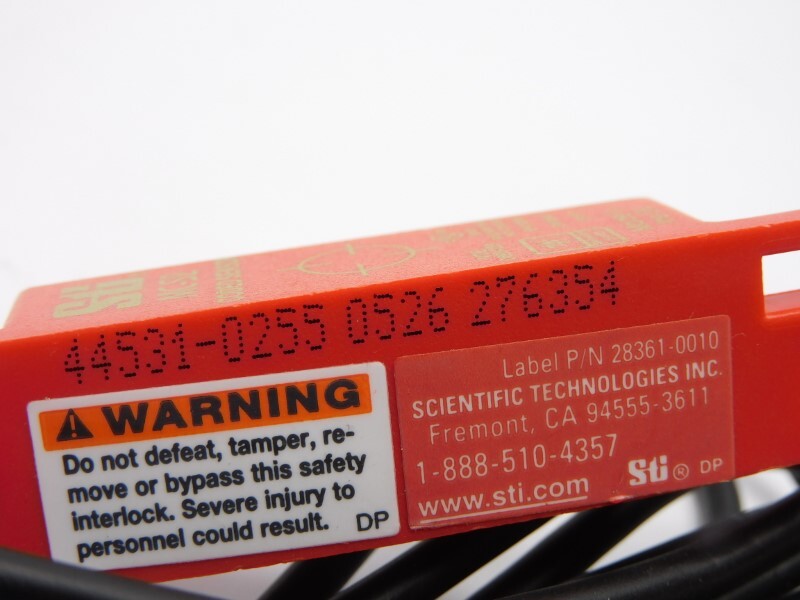 Sti
44531-0255 0526 276354
WARNING
Do not defeat, tamper, re-
move or bypass this safety
interlock. Severe injury to
personnel could result. DP
Label P/N 28361-0010
SCIENTIFIC TECHNOLOGIES INC.
Fremont, CA 94555-3611
1-888-510-4357
www.sti.com Sti ® DP